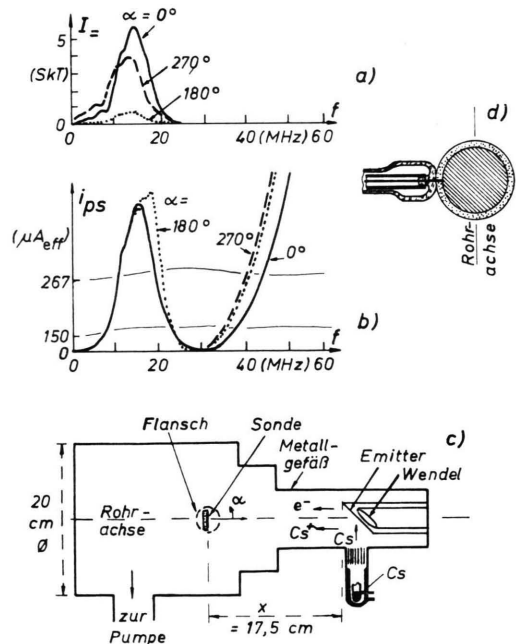 I=
(SkT)
5
0
α = 0°
270°
180°
0
20
40 (MHz) 60
f
a)
d)
Rohr-
achse
ips
(μAeff)
α =
180°
270°
0°
267
150
0
0
20
40 (MHz) 60
f
b)
c)
Flansch
Sonde
Metall-
gefäß
Emitter
Wendel
20
cm
Ø
Rohr-
achse
α
e-
Cs+
Cs
Cs
zur
Pumpe
x
= 17,5 cm